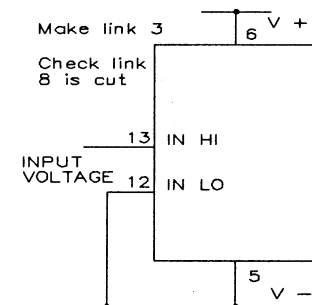 Make link 3
6 V +
Check link
8 is cut
13 IN HI
INPUT
VOLTAGE 12 IN LO
5
V -